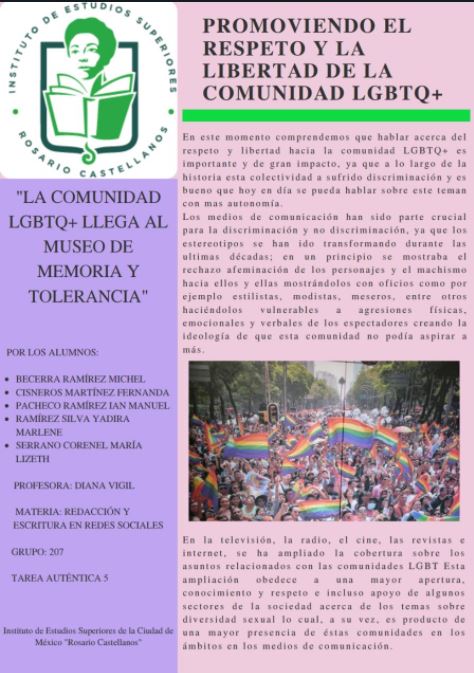 INSTITUTO DE ESTUDIOS SUPERIORES
ROSARIO CASTELLANOS
"LA COMUNIDAD
LGBTQ+ LLEGA AL
MUSEO DE
MEMORIA Y
TOLERANCIA"
POR LOS ALUMNOS:
BECERRA RAMÍREZ MICHEL
CISNEROS MARTÍNEZ FERNANDA
PACHECO RAMÍREZ IAN MANUEL
RAMÍREZ SILVA YADIRA
MARLENE
SERRANO CORENEL MARÍA
LIZETH
PROFESORA: DIANA VIGIL
MATERIA: REDACCIÓN Y
ESCRITURA EN REDES SOCIALES
GRUPO: 207
TAREA AUTÉNTICA 5
Instituto de Estudios Superiores de la Ciudad de
México "Rosario Castellanos"
PROMOVIENDO EL
RESPETO Y LA
LIBERTAD DE LA
COMUNIDAD LGBTQ+
En este momento comprendemos que hablar acerca del
respeto y libertad hacia la comunidad LGBTQ+ es
importante y de gran impacto, ya que a lo largo de la
historia esta colectividad a sufrido discriminación y es
bueno que hoy en día se pueda hablar sobre este teman
con mas autonomía.
Los medios de comunicación han sido parte crucial
para la discriminación y no discriminación, ya que los
estereotipos se han ido transformando durante las
ultimas décadas; en un principio se mostraba el
rechazo afeminación de los personajes y el machismo
hacia ellos y ellas mostrándolos con oficios como por
ejemplo estilistas, modistas, meseros, entre otros
haciéndolos vulnerables a agresiones físicas,
emocionales y verbales de los espectadores creando la
ideología de que esta comunidad no podía aspirar a
más.
En la televisión, la radio, el cine, las revistas e
internet, se ha ampliado la cobertura sobre los
asuntos relacionados con las comunidades LGBT Esta
ampliación obedece a una mayor apertura,
conocimiento y respeto e incluso apoyo de algunos
sectores de la sociedad acerca de los temas sobre
diversidad sexual lo cual, a su vez, es producto de
una mayor presencia de éstas comunidades en los
ámbitos en los medios de comunicación.